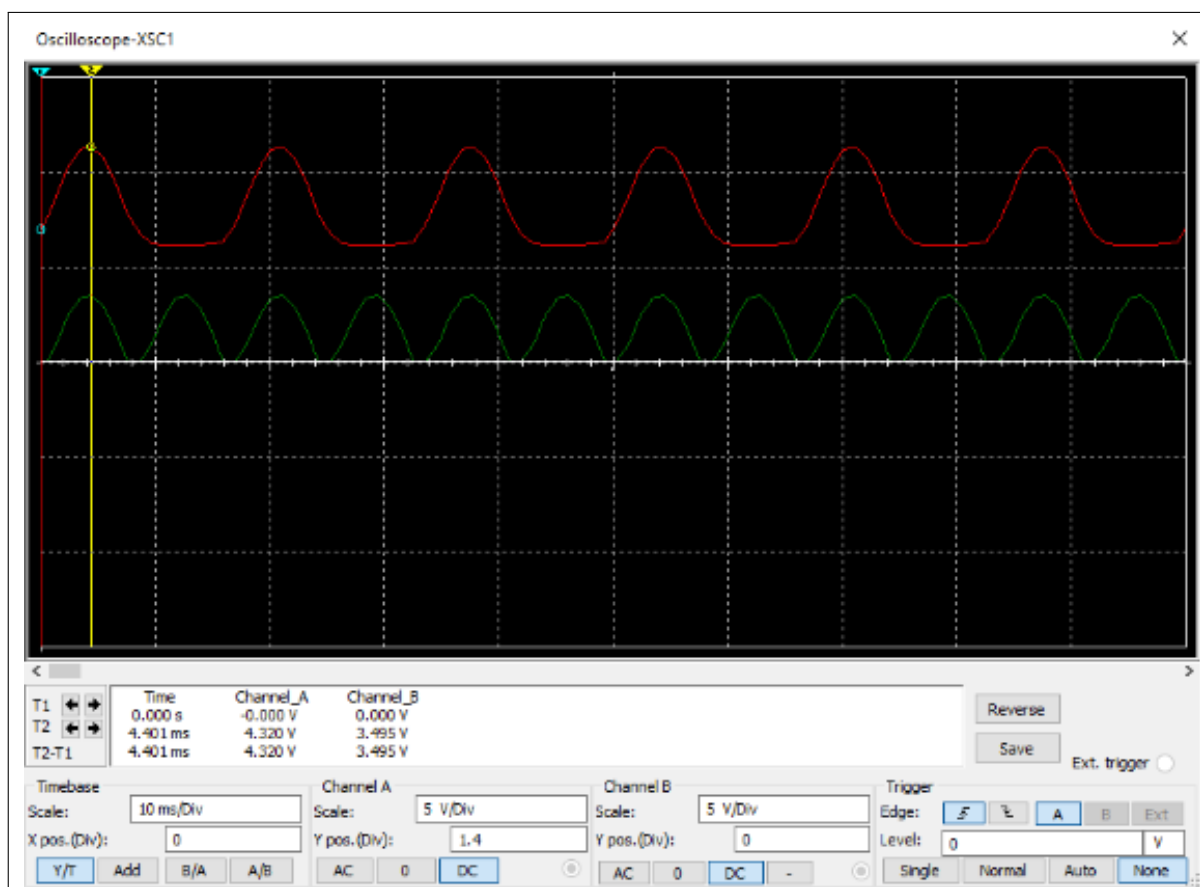 Oscilloscope-XSC1
Time Channel_A Channel_B
T1 0.000 s -0.000 V 0.000 V
T2 4.401 ms 4.320 V 3.495 V
T2-T1 4.401 ms 4.320 V 3.495 V
Reverse
Save
Ext. trigger
Timebase
Scale: 10 ms/Div
X pos.(Div): 0
Y/T Add B/A A/B
Channel A
Scale: 5 V/Div
Y pos.(Div): 1.4
AC 0 DC
Channel B
Scale: 5 V/Div
Y pos.(Div): 0
AC 0 DC -
Trigger
Edge: A B Ext
Level: 0 V
Single Normal Auto None